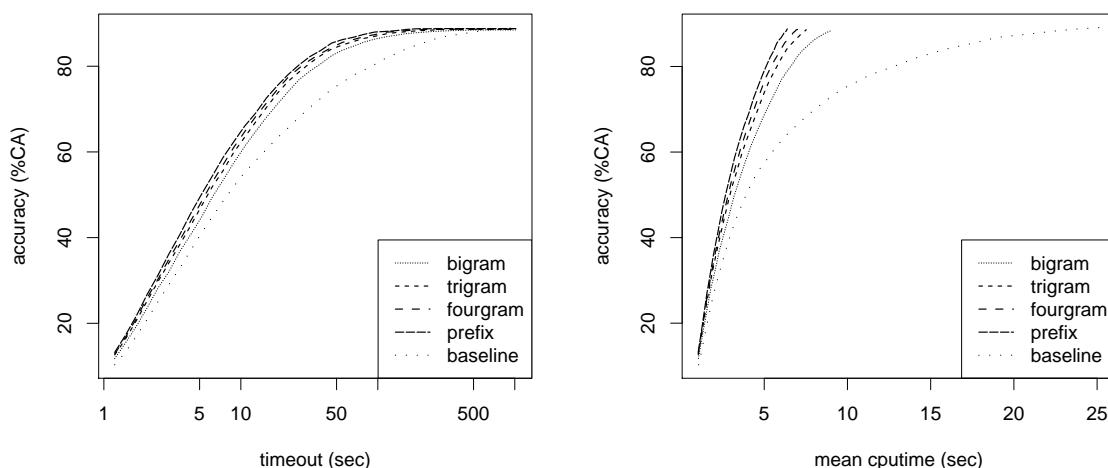 accuracy (%CA)
80
60
40
20
bigram
trigram
fourgram
prefix
baseline
1 5 10 50 500
timeout (sec)
accuracy (%CA)
80
60
40
20
bigram
trigram
fourgram
prefix
baseline
5 10 15 20 25
mean cputime (sec)